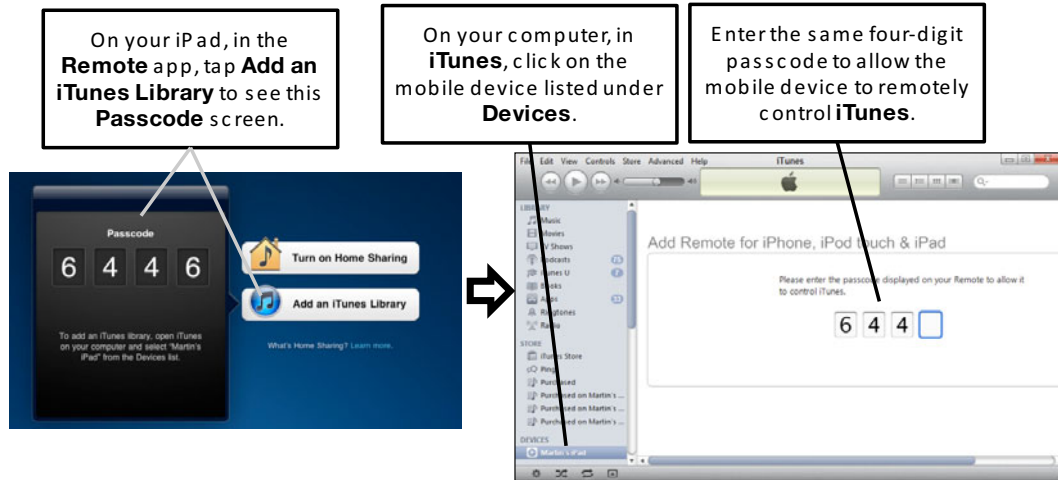 On your iPad, in the
Remote app, tap Add an
iTunes Library to see this
Passcode screen.
On your computer, in
iTunes, click on the
mobile device listed under
Devices.
Enter the same four-digit
passcode to allow the
mobile device to remotely
control iTunes.
Passcode
6 4 4 6
To add an iTunes library, open iTunes
on your computer and select "Martin's
iPad" from the Devices list.
Turn on Home Sharing
Add an iTunes Library
What's Home Sharing? Learn more.
File Edit View Controls Store Advanced Help
iTunes
LIBRARY
Music
Movies
TV Shows
Podcasts
iTunes U
Books
Apps
Ringtones
Radio
STORE
iTunes Store
Ping
Purchased
Purchased on Martin's ...
Purchased on Martin's ...
Purchased on Martin's ...
DEVICES
Martin's iPad
Add Remote for iPhone, iPod touch & iPad
Please enter the passcode displayed on your Remote to allow it
to control iTunes.
6 4 4